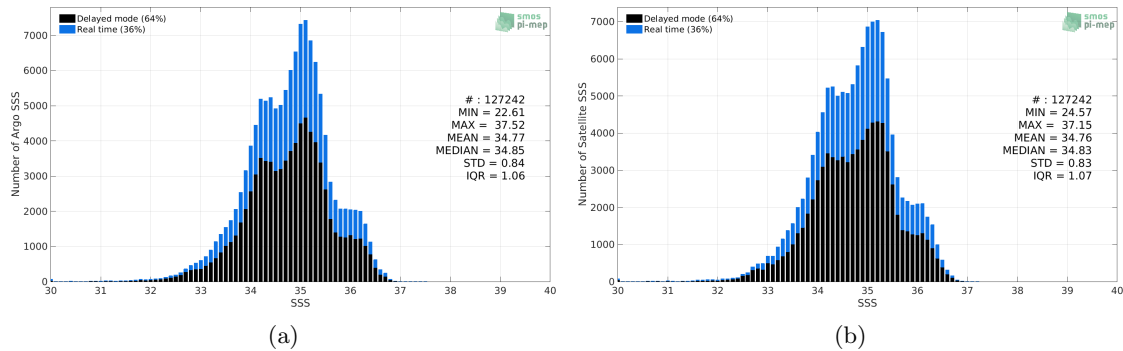 Delayed mode (64%)
Real time (36%)
smos
pi-mep
7000
6000
5000
4000
3000
2000
1000
0
Number of Argo SSS
# : 127242
MIN = 22.61
MAX = 37.52
MEAN = 34.77
MEDIAN = 34.85
STD = 0.84
IQR = 1.06
30 31 32 33 34 35 36 37 38 39 40
SSS
(a)
Delayed mode (64%)
Real time (36%)
smos
pi-mep
7000
6000
5000
4000
3000
2000
1000
0
Number of Satellite SSS
# : 127242
MIN = 24.57
MAX = 37.15
MEAN = 34.76
MEDIAN = 34.83
STD = 0.83
IQR = 1.07
30 31 32 33 34 35 36 37 38 39 40
SSS
(b)